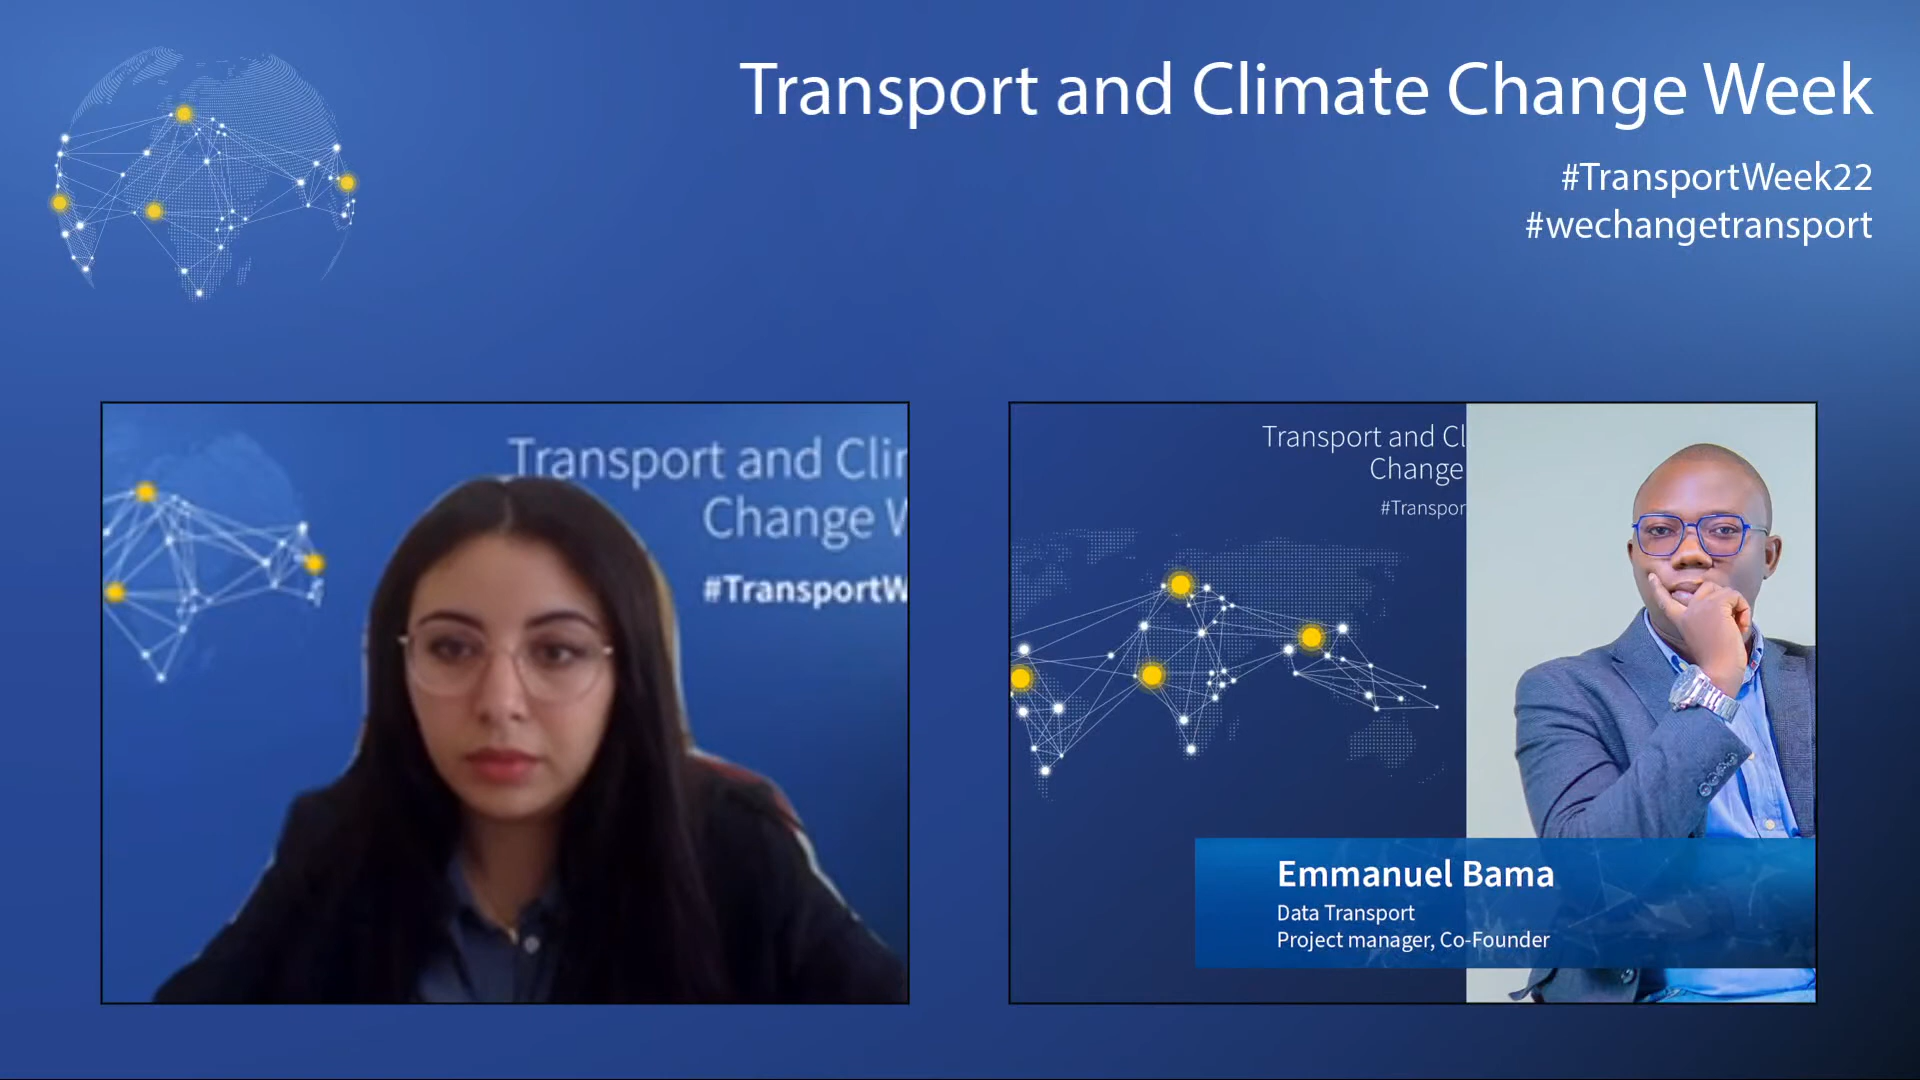 Transport and Climate Change Week
#TransportWeek22
#wechangetransport
Transport and Clim
Change W
#TransportW
Transport and Cl
Change
#Transpor
Emmanuel Bama
Data Transport
Project manager, Co-Founder